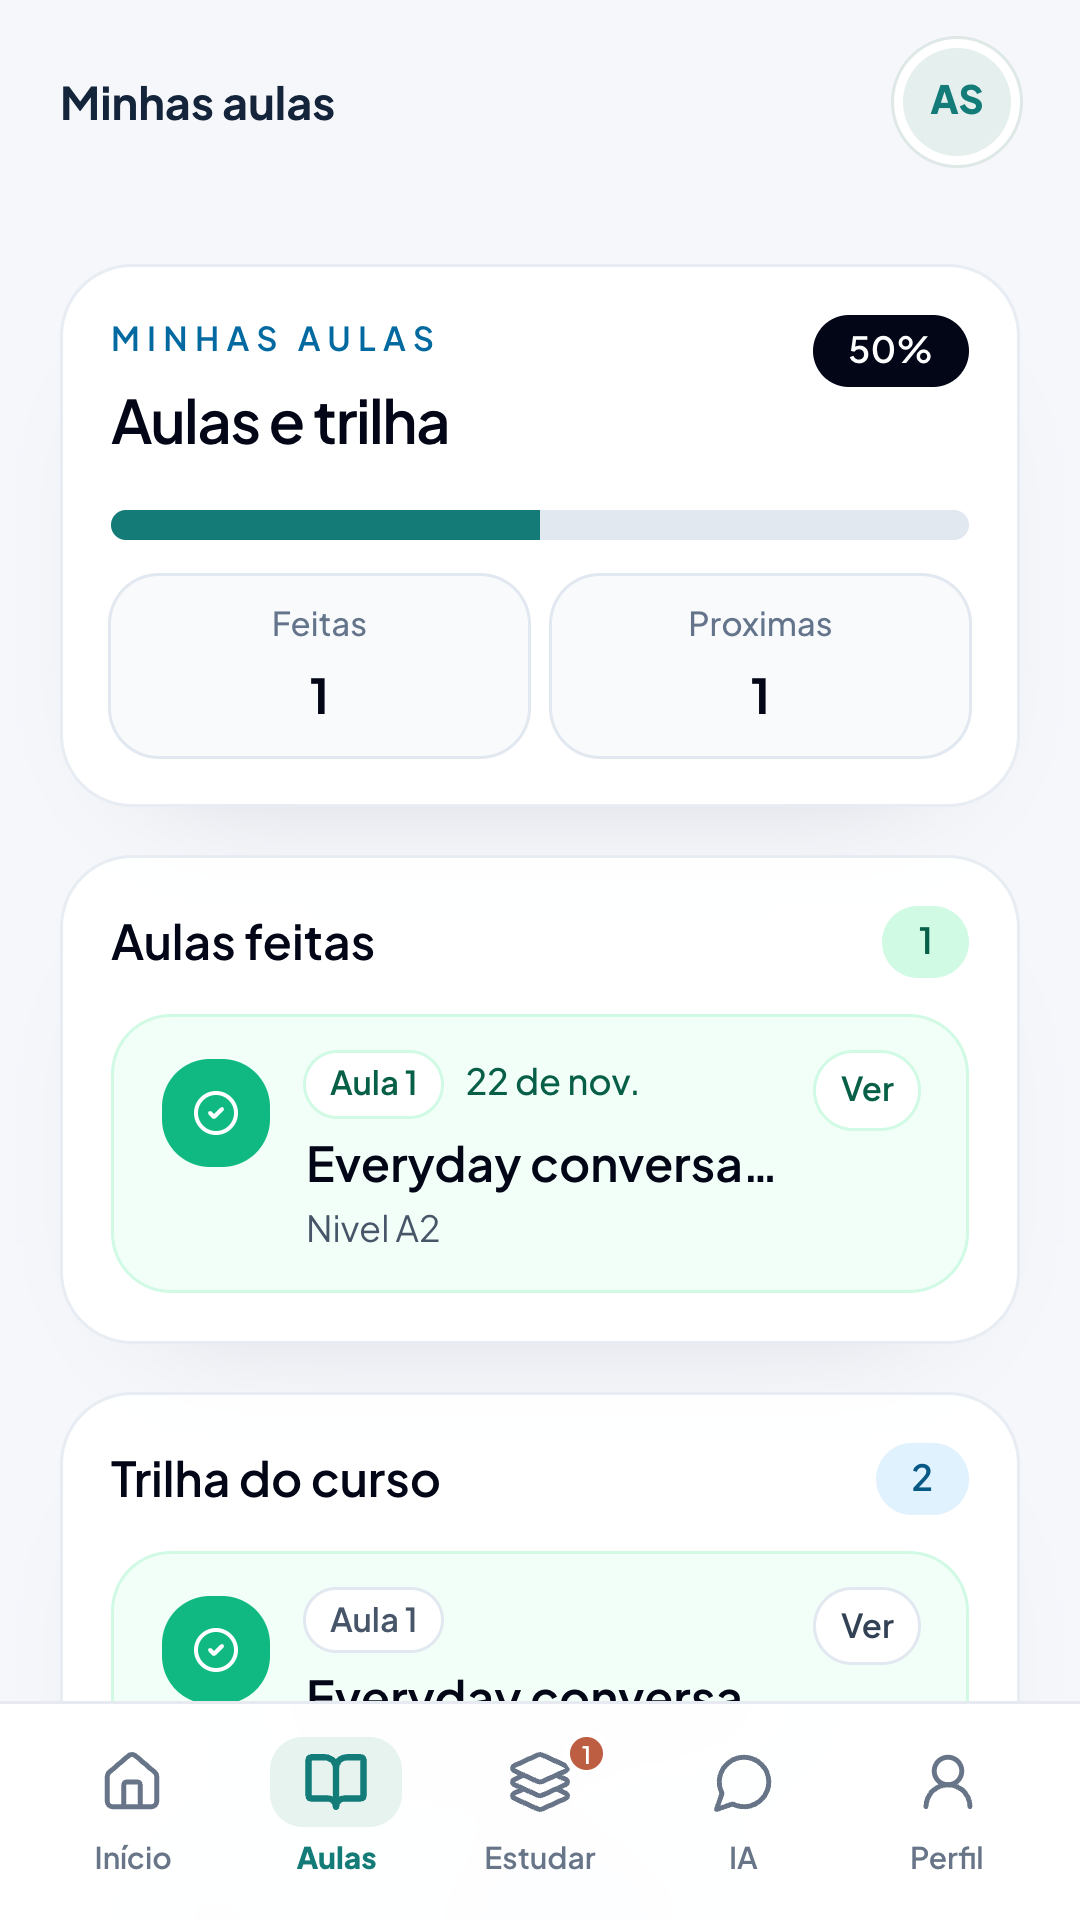 Minhas aulas
AS
MINHAS AULAS
50%
Aulas e trilha
Feitas
1
Proximas
1
Aulas feitas
1
Aula 1
22 de nov.
Ver
Everyday conversa...
Nivel A2
Trilha do curso
2
Aula 1
Ver
Everyday conversa
1
Início
Aulas
Estudar
IA
Perfil